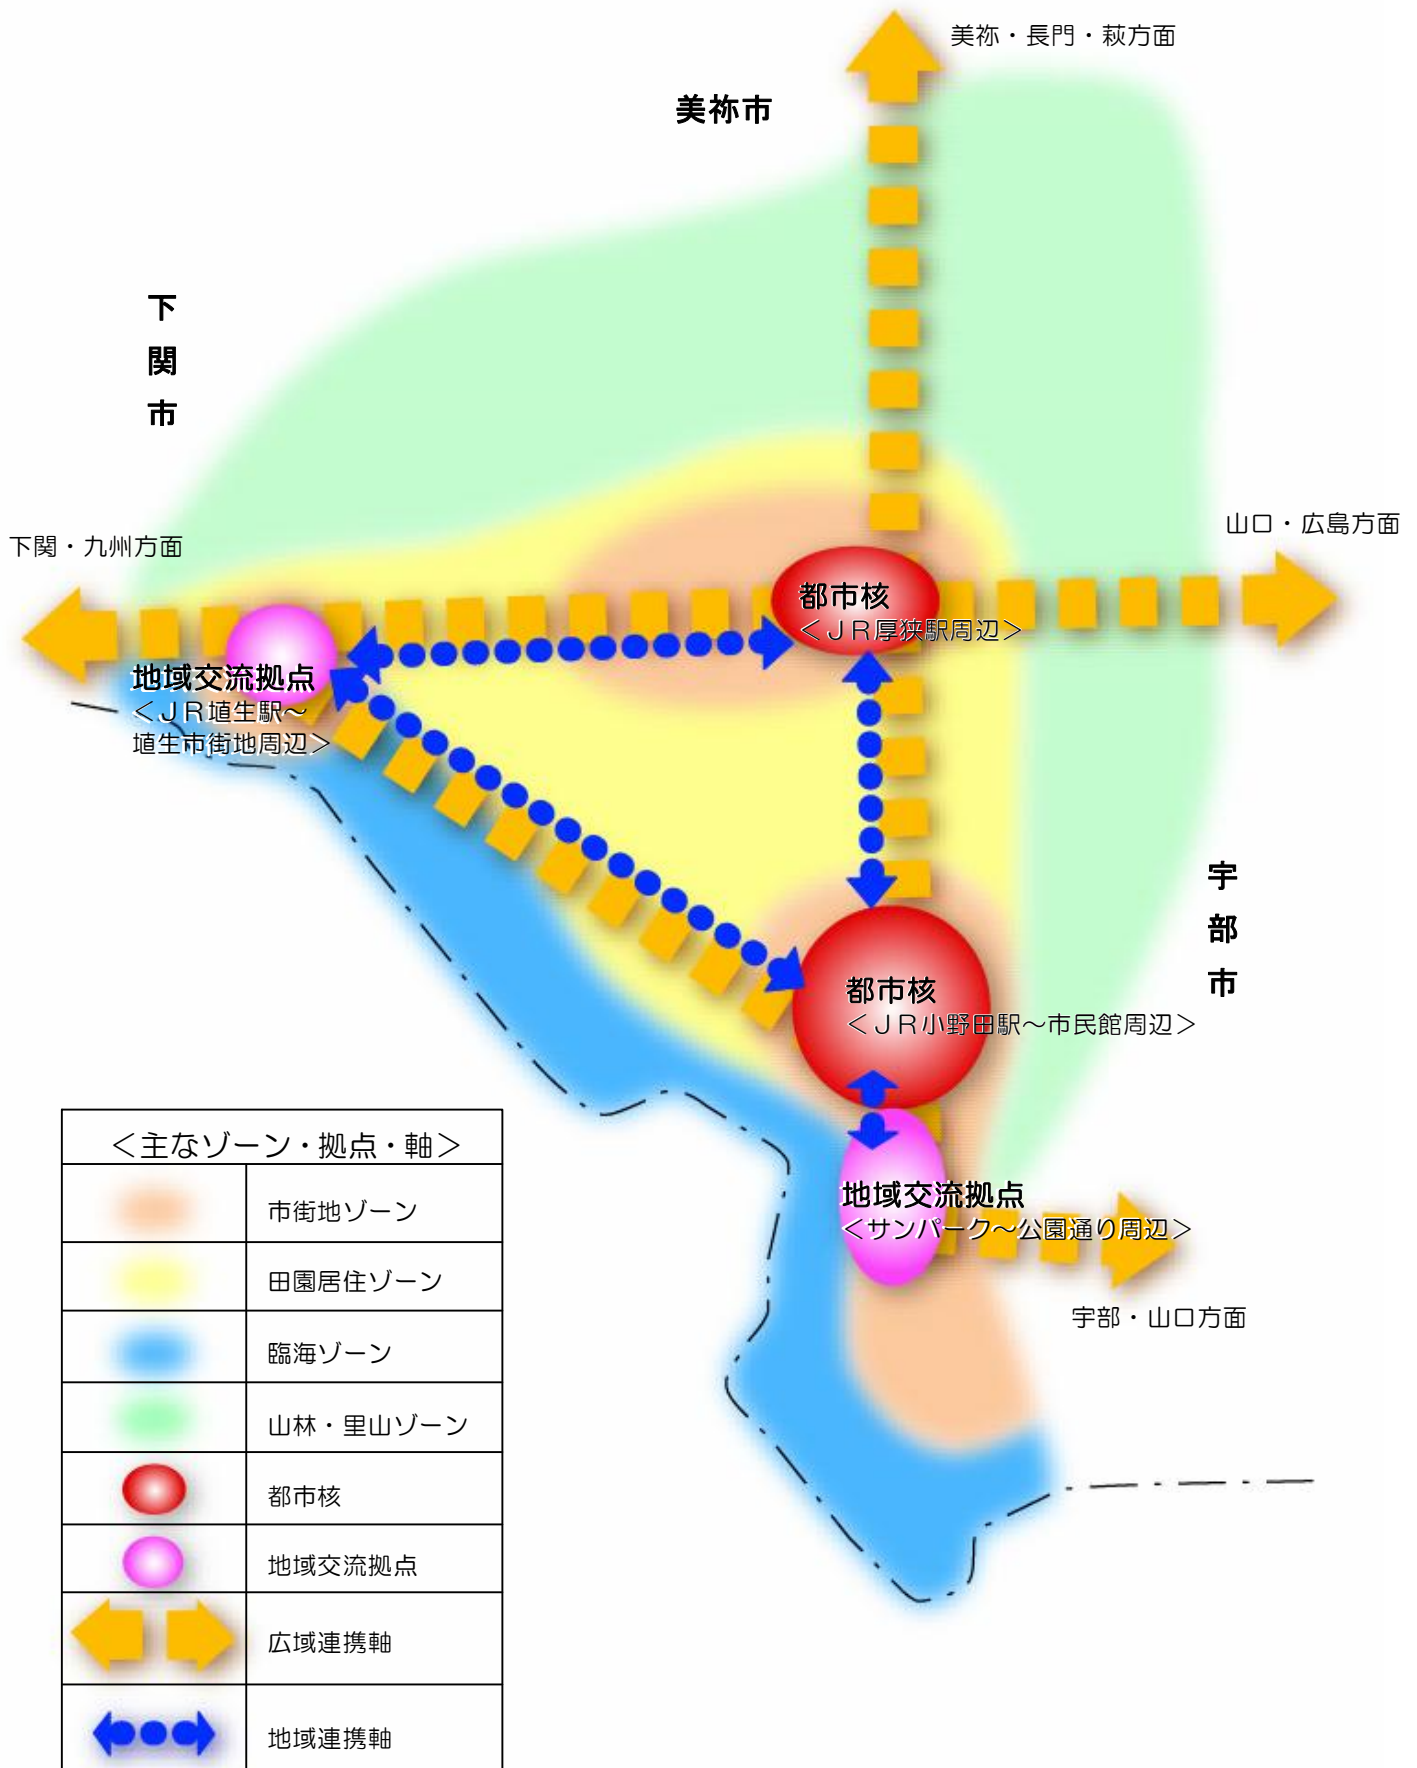 美祢・長門・萩方面
美祢市
下関市
下関・九州方面
山口・広島方面
都市核
＜ＪＲ厚狭駅周辺＞
地域交流拠点
＜ＪＲ埴生駅～
埴生市街地周辺＞
宇部市
都市核
＜ＪＲ小野田駅～市民館周辺＞
地域交流拠点
＜サンパーク～公園通り周辺＞
宇部・山口方面
＜主なゾーン・拠点・軸＞
市街地ゾーン
田園居住ゾーン
臨海ゾーン
山林・里山ゾーン
都市核
地域交流拠点
広域連携軸
地域連携軸